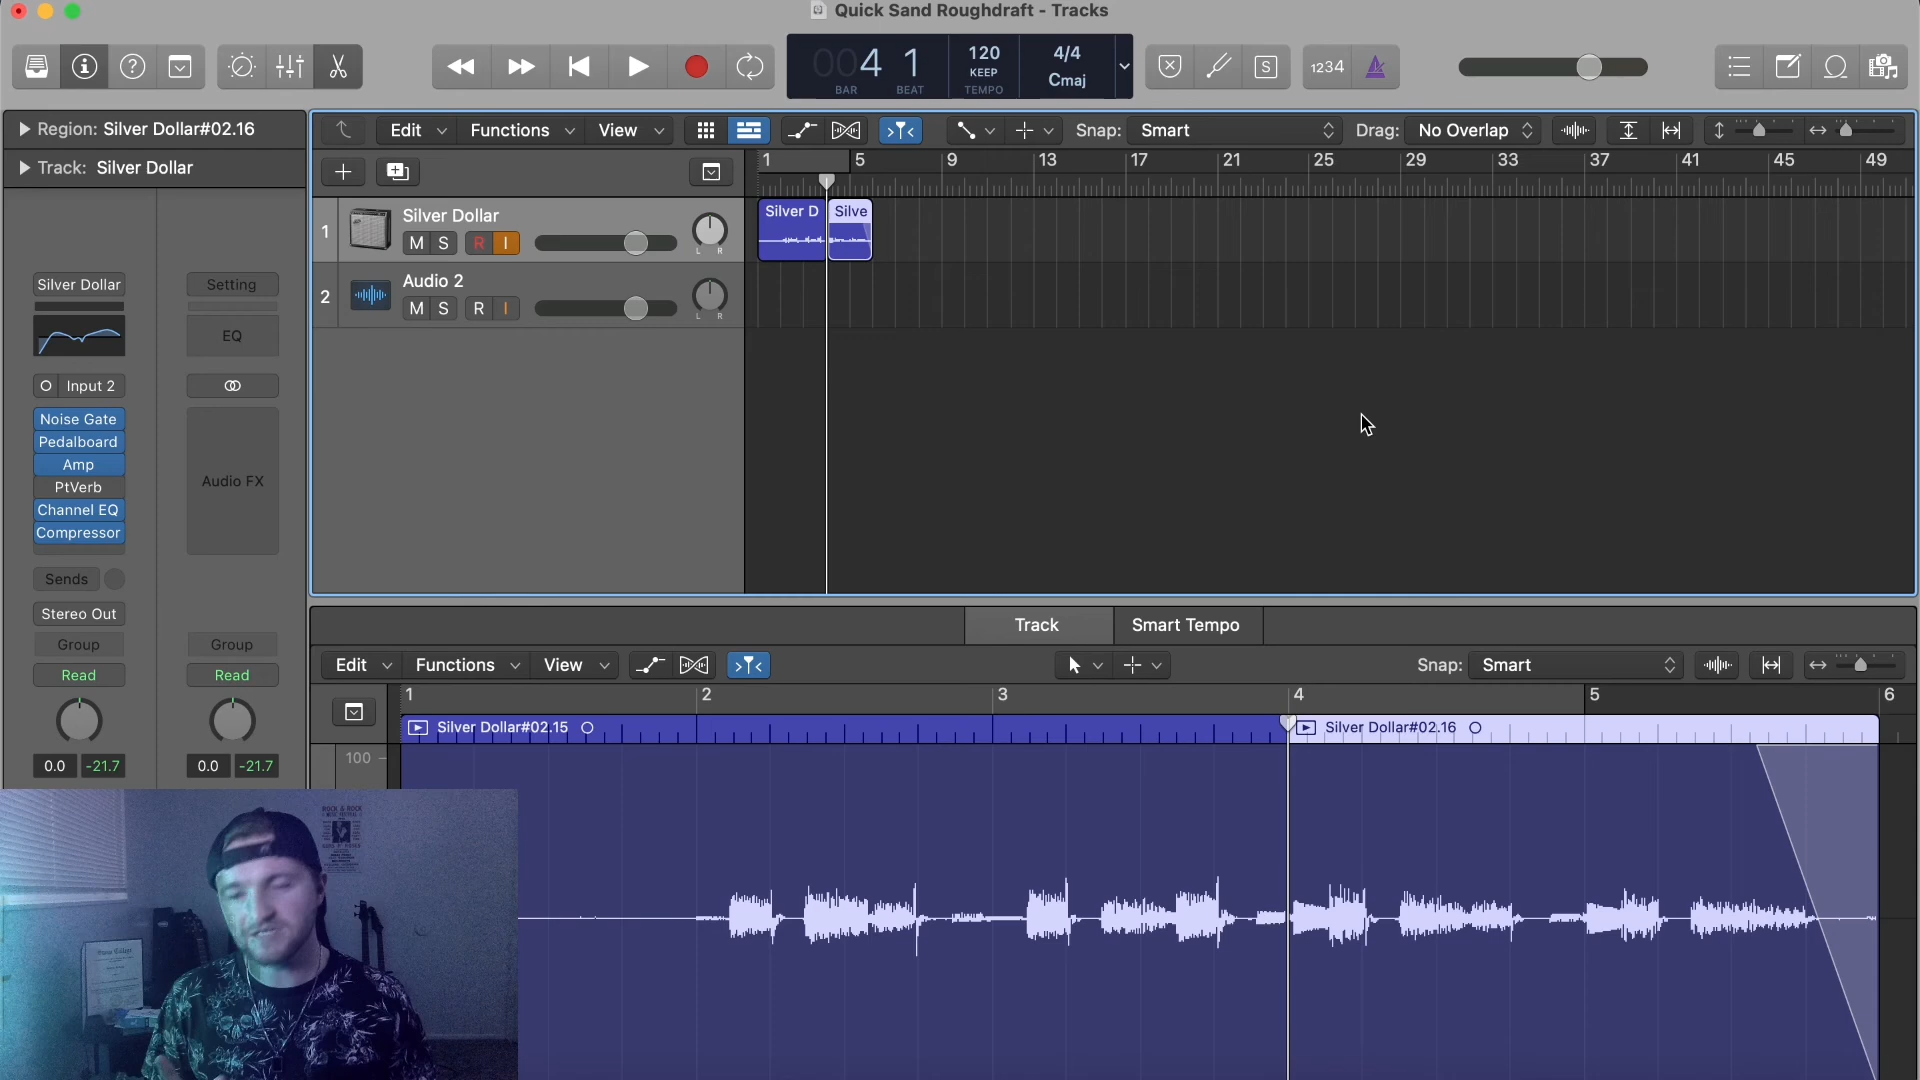 Quick Sand Roughdraft - Tracks
004 1 120 4/4
KEEP Cmaj
BAR BEAT TEMPO
S
1234
Region: Silver Dollar#02.16
Track: Silver Dollar
Edit Functions View Snap: Smart Drag: No Overlap
1 5 9 13 17 21 25 29 33 37 41 45 49
1 Silver Dollar
M S R I
L R
Silver D
Silve
2 Audio 2
M S R I
L R
Silver Dollar Setting
EQ
Input 2
Noise Gate
Pedalboard
Amp
PtVerb
Channel EQ
Compressor
Audio FX
Sends
Stereo Out
Group Group
Read Read
0.0 -21.7 0.0 -21.7
Track Smart Tempo
Edit Functions View Snap: Smart
1 2 3 4 5 6
Silver Dollar#02.15
Silver Dollar#02.16
100
ROCK & ROCK